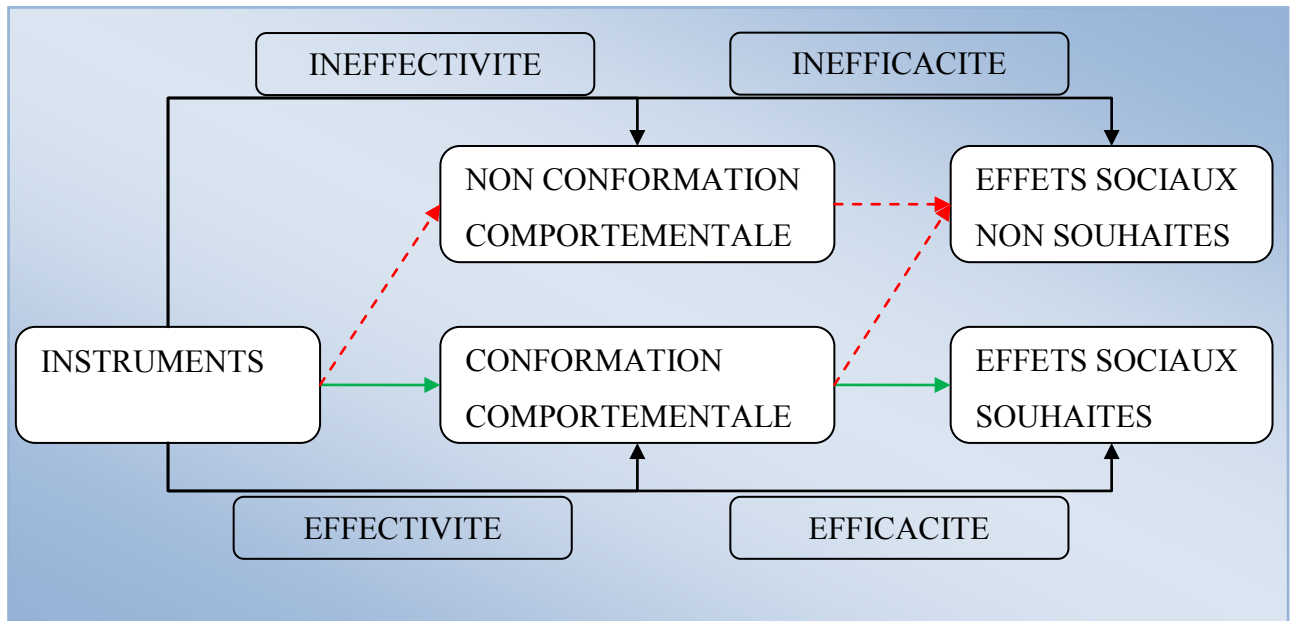 INEFFECTIVITE
INEFFICACITE
NON CONFORMATION
COMPORTEMENTALE
EFFETS SOCIAUX
NON SOUHAITES
INSTRUMENTS
CONFORMATION
COMPORTEMENTALE
EFFETS SOCIAUX
SOUHAITES
EFFECTIVITE
EFFICACITE